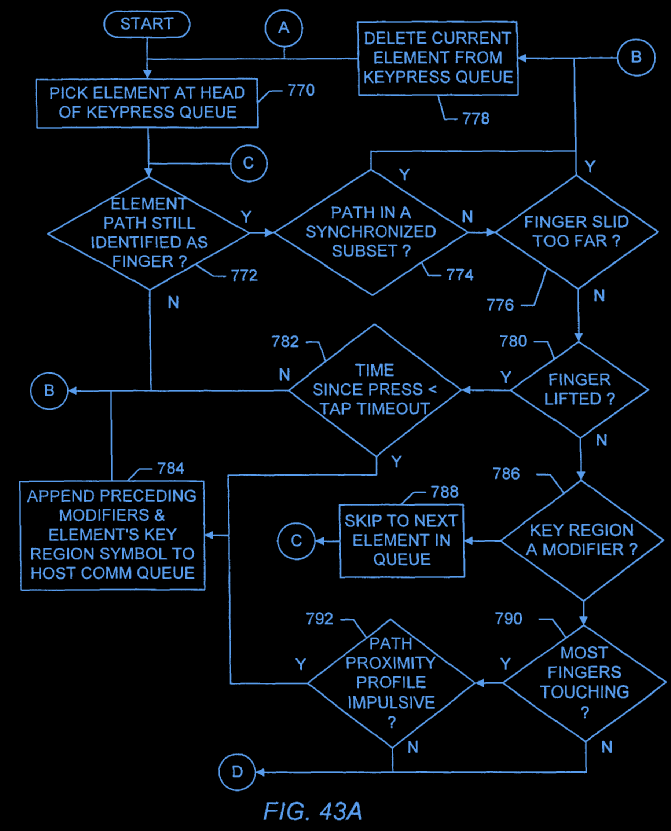 START
A
DELETE CURRENT
ELEMENT FROM
KEYPRESS QUEUE
B
778
PICK ELEMENT AT HEAD
OF KEYPRESS QUEUE
770
C
ELEMENT
PATH STILL
IDENTIFIED AS
FINGER ?
772
Y
N
PATH IN A
SYNCHRONIZED
SUBSET ?
774
Y
N
FINGER SLID
TOO FAR ?
776
Y
N
780
FINGER
LIFTED ?
Y
N
782
TIME
SINCE PRESS <
TAP TIMEOUT
N
Y
B
784
APPEND PRECEDING
MODIFIERS &
ELEMENT'S KEY
REGION SYMBOL TO
HOST COMM QUEUE
786
KEY REGION
A MODIFIER ?
788
SKIP TO NEXT
ELEMENT IN
QUEUE
C
790
MOST
FINGERS
TOUCHING
?
Y
N
792
PATH
PROXIMITY
PROFILE
IMPULSIVE
?
Y
N
D
FIG. 43A